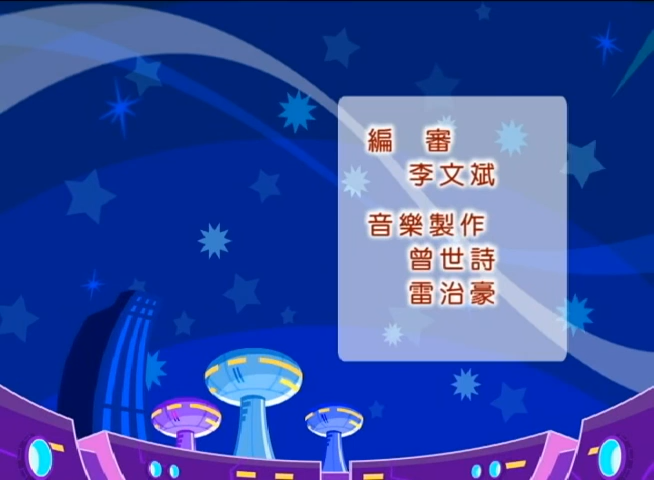 編　審
李文斌
音樂製作
曾世詩
雷治豪